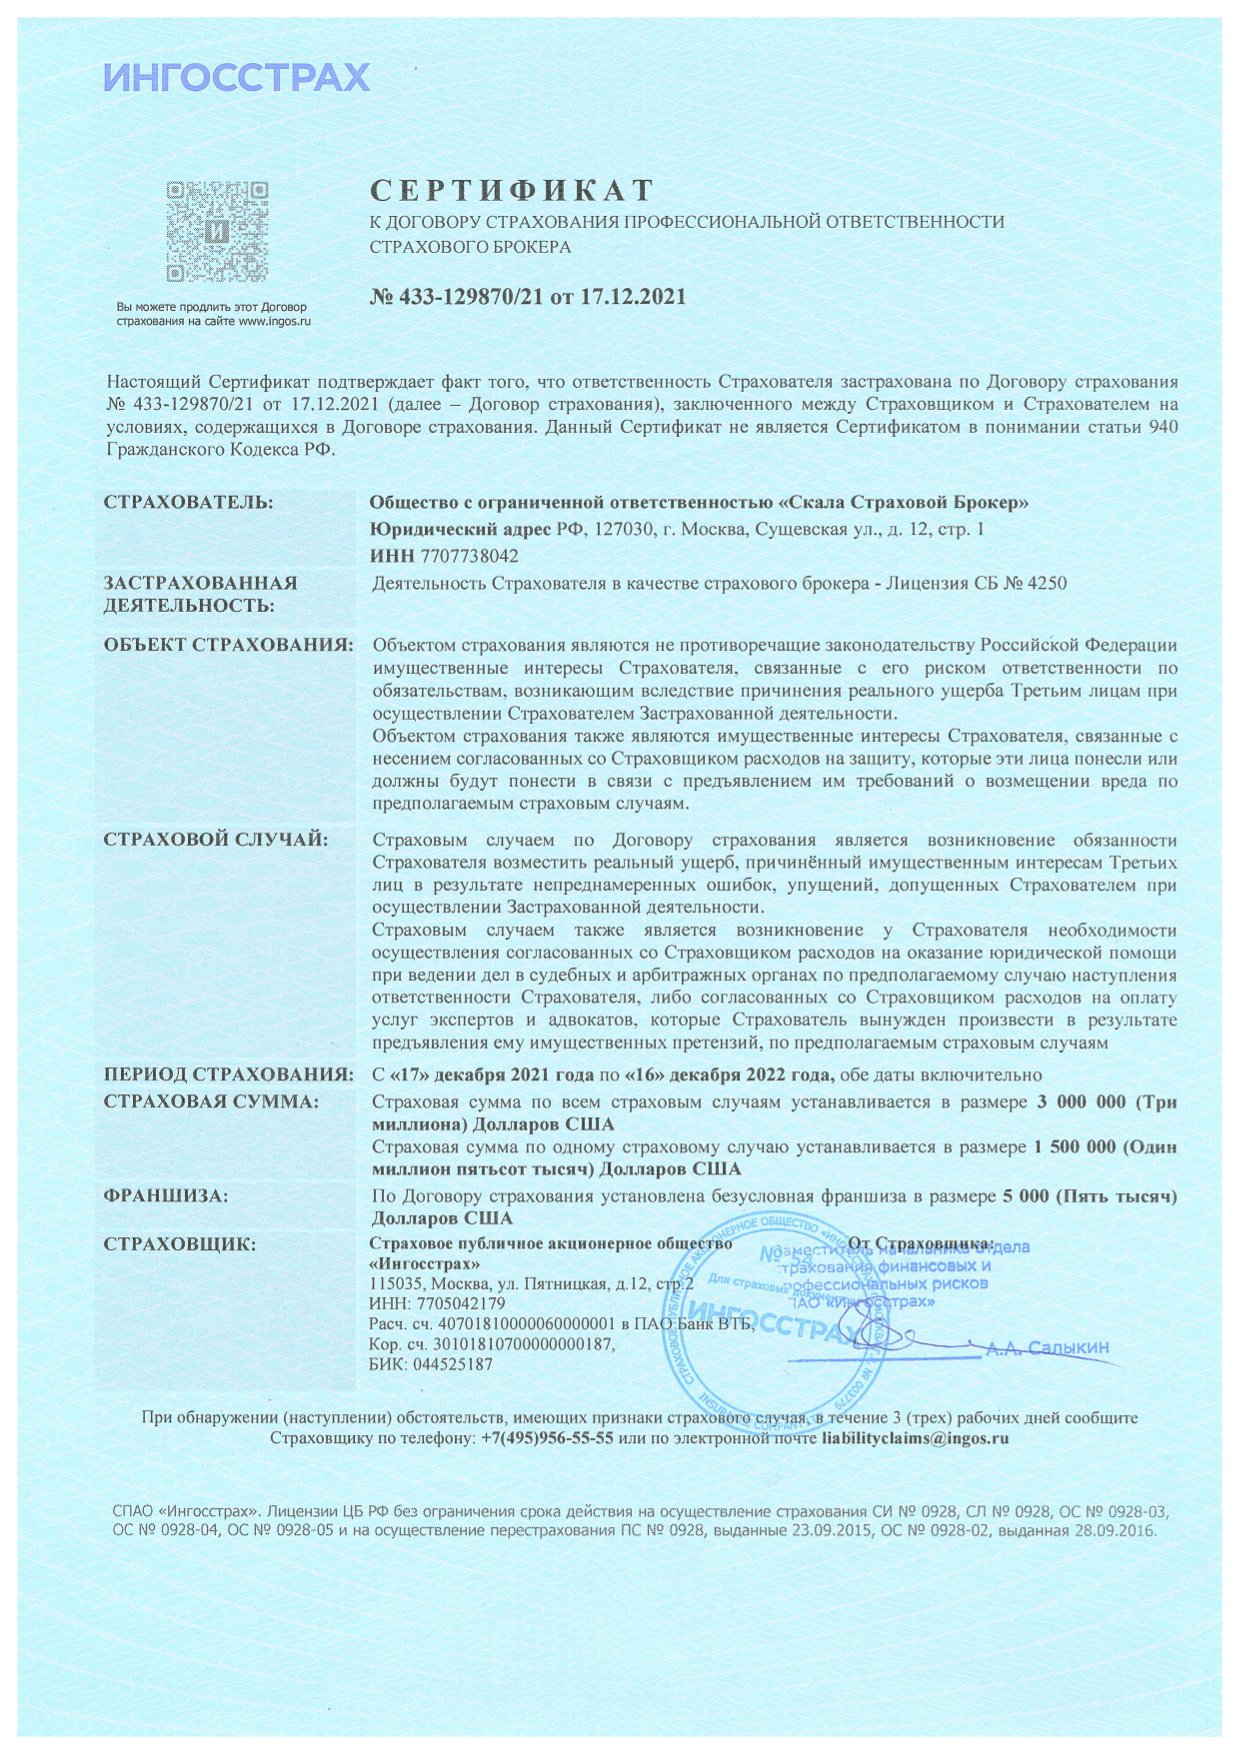 ИНГОССТРАХ
СЕРТИФИКАТ
К ДОГОВОРУ СТРАХОВАНИЯ ПРОФЕССИОНАЛЬНОЙ ОТВЕТСТВЕННОСТИ
СТРАХОВОГО БРОКЕРА
№ 433-129870/21 от 17.12.2021
Вы можете продлить этот Договор
страхования на сайте www.ingos.ru
Настоящий Сертификат подтверждает факт того, что ответственность Страхователя застрахована по Договору страхования
№ 433-129870/21 от 17.12.2021 (далее – Договор страхования), заключенного между Страховщиком и Страхователем на
условиях, содержащихся в Договоре страхования. Данный Сертификат не является Сертификатом в понимании статьи 940
Гражданского Кодекса РФ.
СТРАХОВАТЕЛЬ:
Общество с ограниченной ответственностью «Скала Страховой Брокер»
Юридический адрес РФ, 127030, г. Москва, Сущевская ул., д. 12, стр. 1
ИНН 7707738042
ЗАСТРАХОВАННАЯ
ДЕЯТЕЛЬНОСТЬ:
Деятельность Страхователя в качестве страхового брокера - Лицензия СБ № 4250
ОБЪЕКТ СТРАХОВАНИЯ:
Объектом страхования являются не противоречащие законодательству Российской Федерации
имущественные интересы Страхователя, связанные с его риском ответственности по
обязательствам, возникающим вследствие причинения реального ущерба Третьим лицам при
осуществлении Страхователем Застрахованной деятельности.
Объектом страхования также являются имущественные интересы Страхователя, связанные с
несением согласованных со Страховщиком расходов на защиту, которые эти лица понесли или
должны будут понести в связи с предъявлением им требований о возмещении вреда по
предполагаемым страховым случаям.
СТРАХОВОЙ СЛУЧАЙ:
Страховым случаем по Договору страхования является возникновение обязанности
Страхователя возместить реальный ущерб, причинённый имущественным интересам Третьих
лиц в результате непреднамеренных ошибок, упущений, допущенных Страхователем при
осуществлении Застрахованной деятельности.
Страховым случаем также является возникновение у Страхователя необходимости
осуществления согласованных со Страховщиком расходов на оказание юридической помощи
при ведении дел в судебных и арбитражных органах по предполагаемому случаю наступления
ответственности Страхователя, либо согласованных со Страховщиком расходов на оплату
услуг экспертов и адвокатов, которые Страхователь вынужден произвести в результате
предъявления ему имущественных претензий, по предполагаемым страховым случаям
ПЕРИОД СТРАХОВАНИЯ:
С «17» декабря 2021 года по «16» декабря 2022 года, обе даты включительно
СТРАХОВАЯ СУММА:
Страховая сумма по всем страховым случаям устанавливается в размере 3 000 000 (Три
миллиона) Долларов США
Страховая сумма по одному страховому случаю устанавливается в размере 1 500 000 (Один
миллион пятьсот тысяч) Долларов США
ФРАНШИЗА:
По Договору страхования установлена безусловная франшиза в размере 5 000 (Пять тысяч)
Долларов США
СТРАХОВЩИК:
Страховое публичное акционерное общество
«Ингосстрах»
115035, Москва, ул. Пятницкая, д.12, стр.2
ИНН: 7705042179
Расч. сч. 40701810000060000001 в ПАО Банк ВТБ,
Кор. сч. 30101810700000000187,
БИК: 044525187
От Страховщика:
Заместитель начальника отдела
страхования финансовых и
профессиональных рисков
ПАО «Ингосстрах»
А.А. Салыкин
№ 54
Для страховых документов
ИНГОССТРАХ
При обнаружении (наступлении) обстоятельств, имеющих признаки страхового случая, в течение 3 (трех) рабочих дней сообщите
Страховщику по телефону: +7(495)956-55-55 или по электронной почте liabilityclaims@ingos.ru
СПАО «Ингосстрах». Лицензии ЦБ РФ без ограничения срока действия на осуществление страхования СИ № 0928, СЛ № 0928, ОС № 0928-03,
ОС № 0928-04, ОС № 0928-05 и на осуществление перестрахования ПС № 0928, выданные 23.09.2015, ОС № 0928-02, выданная 28.09.2016.